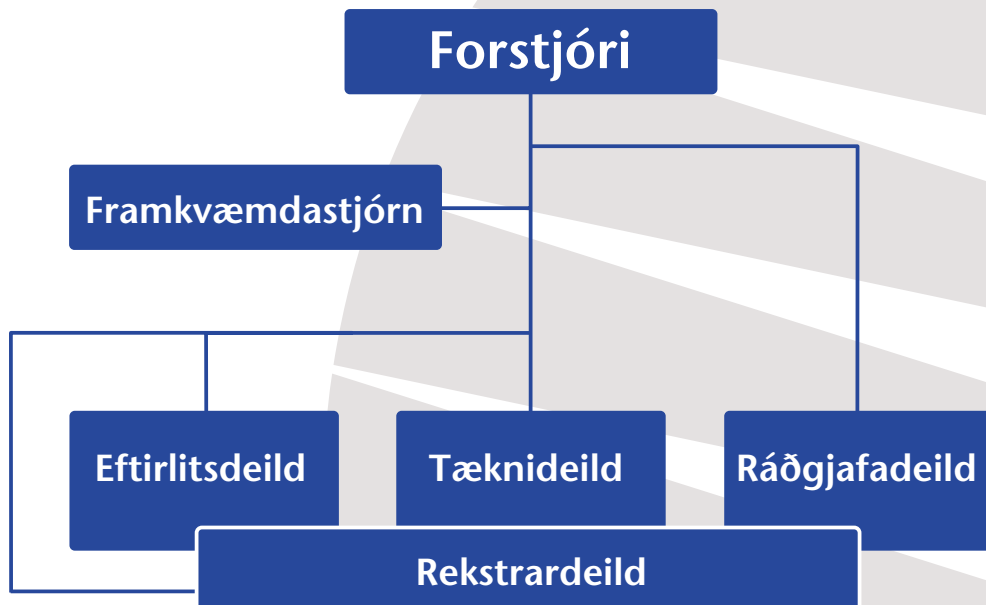 Forstjóri
Framkvæmdastjórn
Eftirlitsdeild
Tæknideild
Ráðgjafadeild
Rekstrardeild